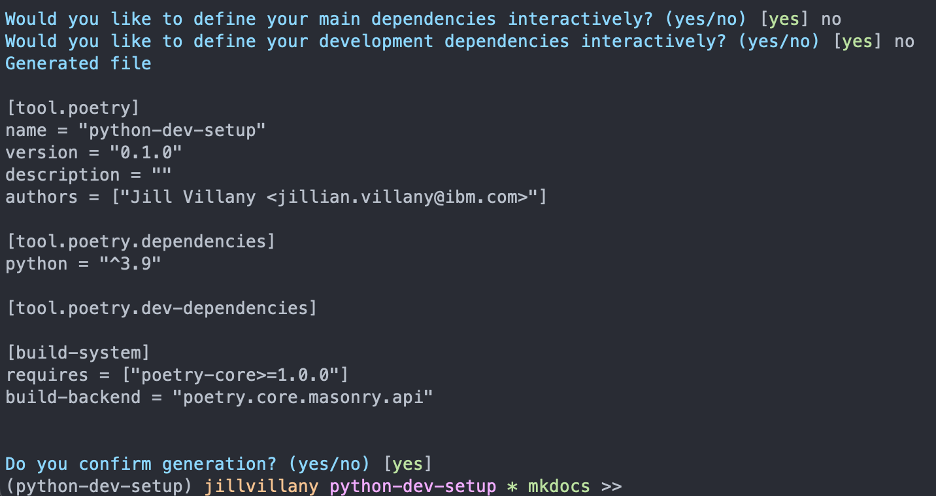 Would you like to define your main dependencies interactively? (yes/no) [yes] no
Would you like to define your development dependencies interactively? (yes/no) [yes] no
Generated file
[tool.poetry]
name = "python-dev-setup"
version = "0.1.0"
description = ""
authors = ["Jill Villany <jillian.villany@ibm.com>"]
[tool.poetry.dependencies]
python = "^3.9"
[tool.poetry.dev-dependencies]
[build-system]
requires = ["poetry-core>=1.0.0"]
build-backend = "poetry.core.masonry.api"
Do you confirm generation? (yes/no) [yes]
(python-dev-setup) jillvillany python-dev-setup * mkdocs >>